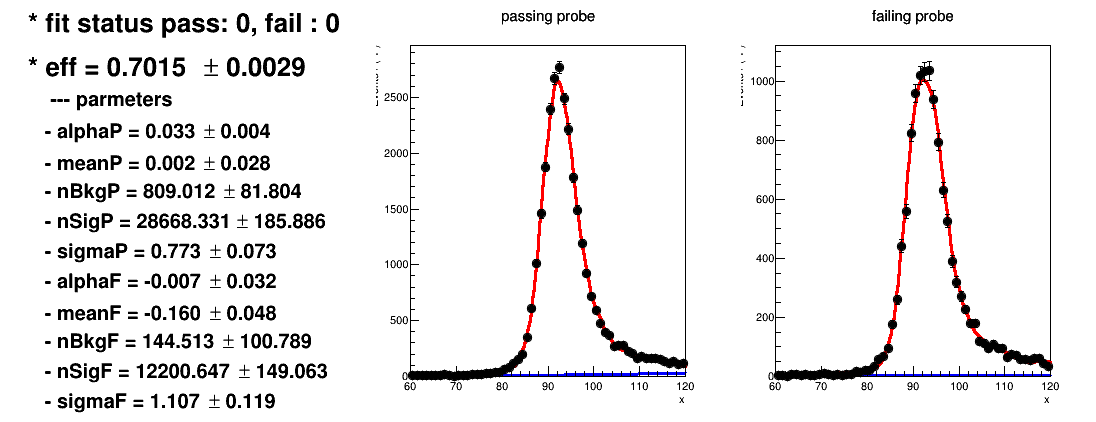 * fit status pass: 0, fail : 0
* eff = 0.7015 ± 0.0029
--- parmeters
- alphaP = 0.033 ± 0.004
- meanP = 0.002 ± 0.028
- nBkgP = 809.012 ± 81.804
- nSigP = 28668.331 ± 185.886
- sigmaP = 0.773 ± 0.073
- alphaF = -0.007 ± 0.032
- meanF = -0.160 ± 0.048
- nBkgF = 144.513 ± 100.789
- nSigF = 12200.647 ± 149.063
- sigmaF = 1.107 ± 0.119
passing probe
2500
2000
1500
1000
500
0
60 70 80 90 100 110 120
x
failing probe
1000
800
600
400
200
0
60 70 80 90 100 110 120
x